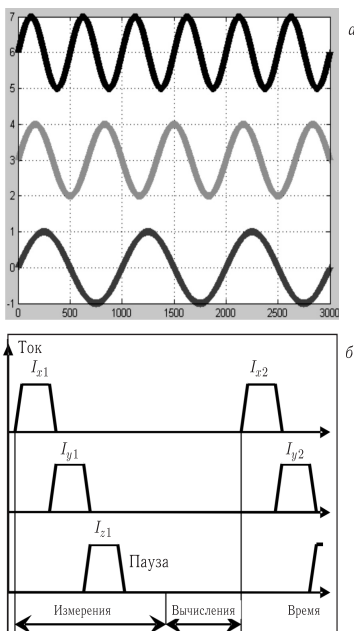 а
7
6
5
4
3
2
1
0
-1
0 500 1000 1500 2000 2500 3000
б
Ток
Ix1 Ix2
Iy1 Iy2
Iz1
Пауза
Измерения Вычисления Время